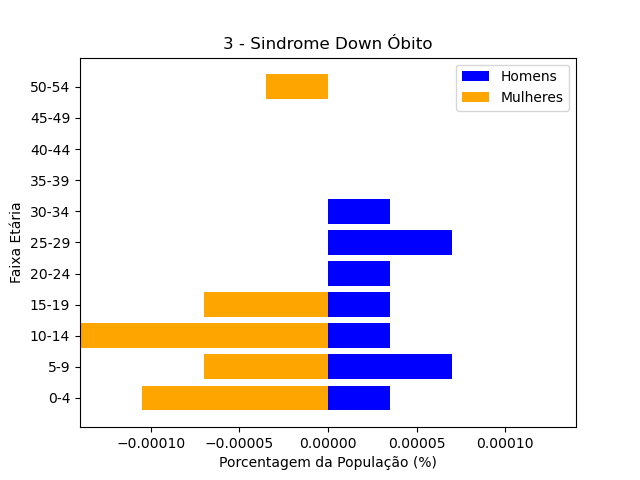 3 - Sindrome Down Óbito
Homens
Mulheres
Faixa Etária
50-54
45-49
40-44
35-39
30-34
25-29
20-24
15-19
10-14
5-9
0-4
−0.00010 −0.00005 0.00000 0.00005 0.00010
Porcentagem da População (%)